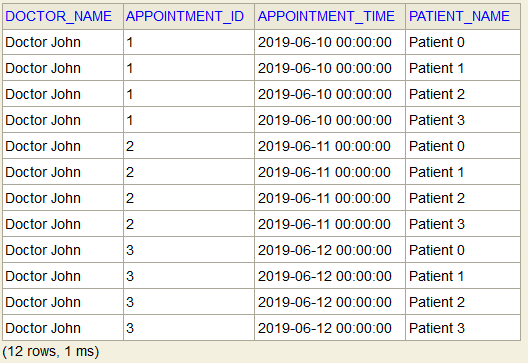 DOCTOR_NAME APPOINTMENT_ID APPOINTMENT_TIME PATIENT_NAME
Doctor John 1 2019-06-10 00:00:00 Patient 0
Doctor John 1 2019-06-10 00:00:00 Patient 1
Doctor John 1 2019-06-10 00:00:00 Patient 2
Doctor John 1 2019-06-10 00:00:00 Patient 3
Doctor John 2 2019-06-11 00:00:00 Patient 0
Doctor John 2 2019-06-11 00:00:00 Patient 1
Doctor John 2 2019-06-11 00:00:00 Patient 2
Doctor John 2 2019-06-11 00:00:00 Patient 3
Doctor John 3 2019-06-12 00:00:00 Patient 0
Doctor John 3 2019-06-12 00:00:00 Patient 1
Doctor John 3 2019-06-12 00:00:00 Patient 2
Doctor John 3 2019-06-12 00:00:00 Patient 3
(12 rows, 1 ms)